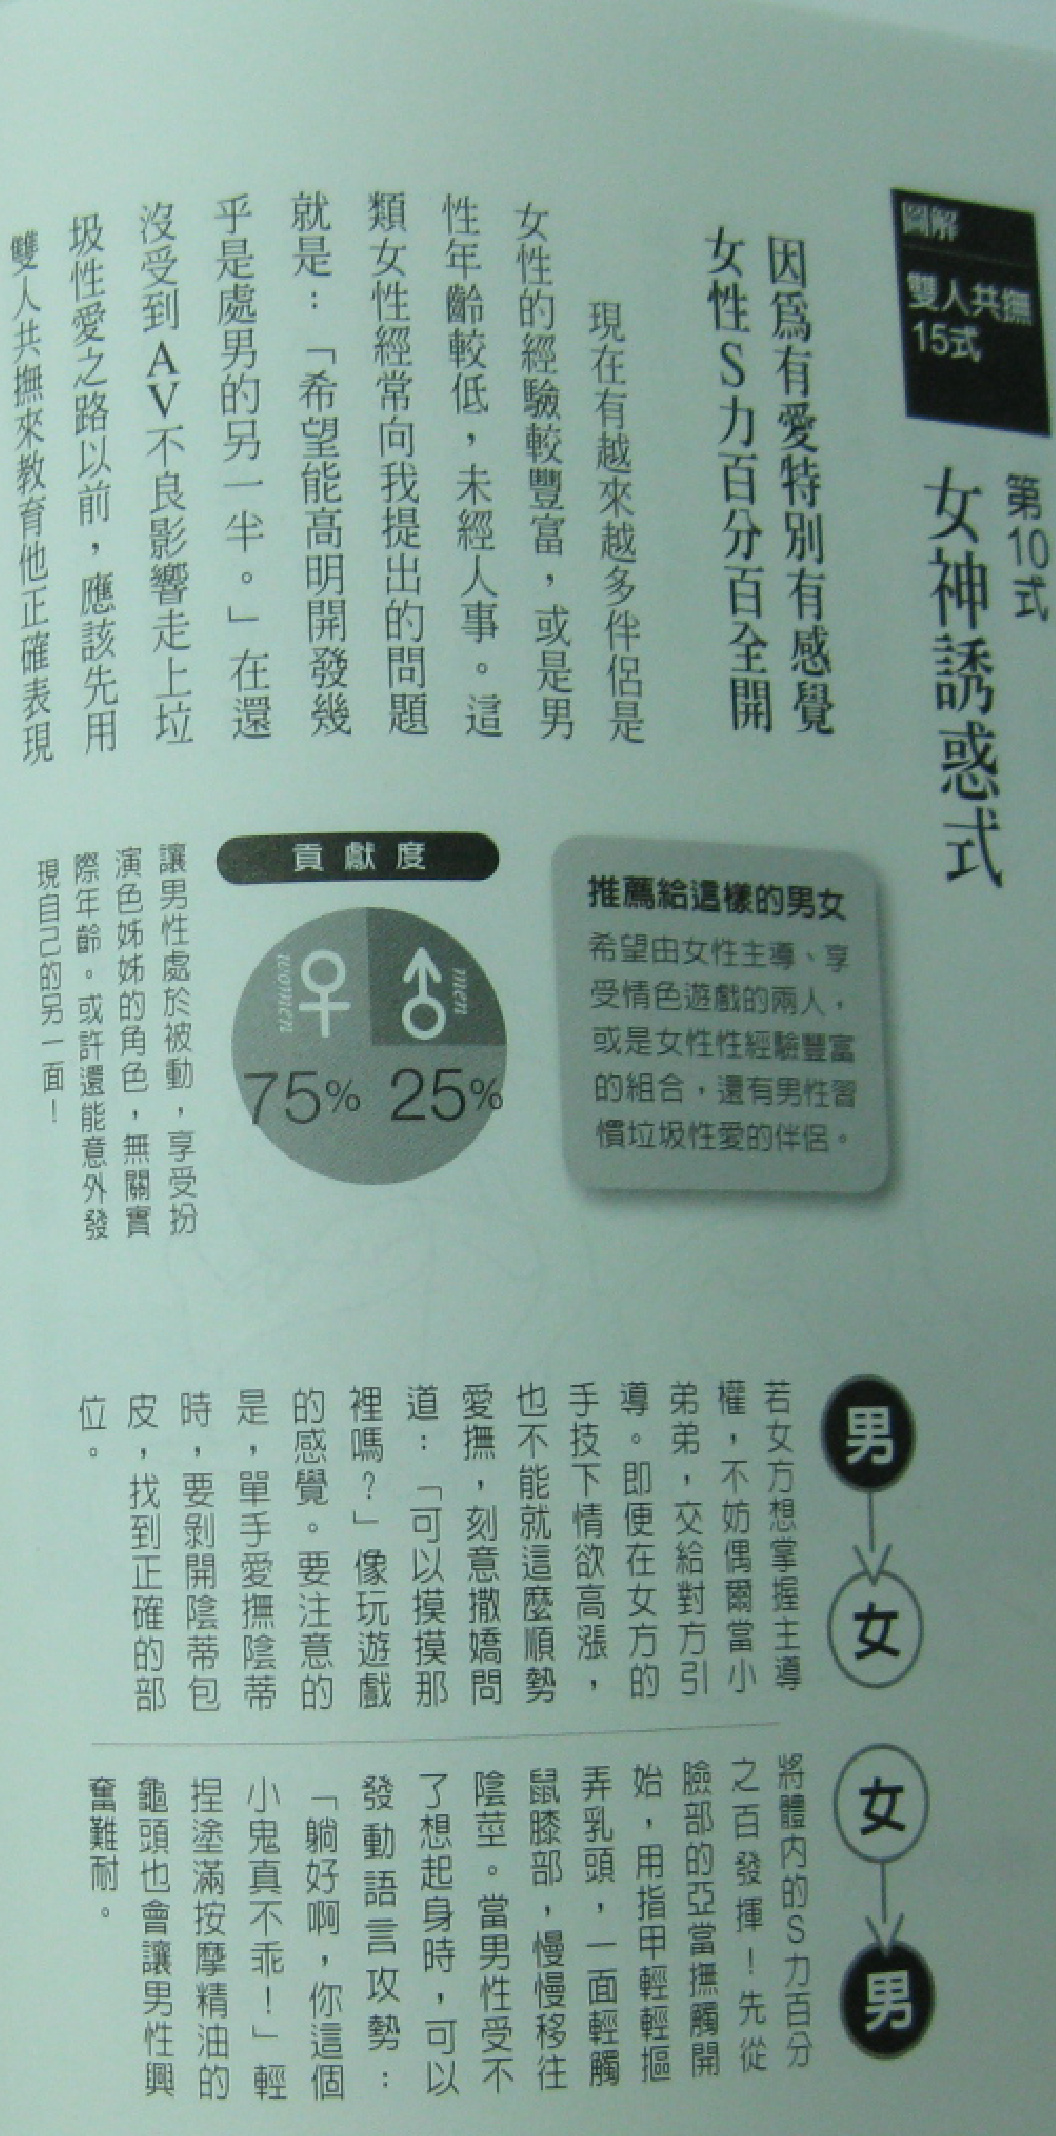 圖解
雙人共撫
15式
第10式
女神誘惑式
因為有愛特別有感覺
女性S力百分百全開
現在有越來越多伴侶是
女性的經驗較豐富，或是男
性年齡較低，未經人事。這
類女性經常向我提出的問題
就是：「希望能高明開發幾
乎是處男的另一半。」在還
沒受到AV不良影響走上垃
圾性愛之路以前，應該先用
雙人共撫來教育他正確表現
推薦給這樣的男女
希望由女性主導、享
受情色遊戲的兩人，
或是女性性經驗豐富
的組合，還有男性習
慣垃圾性愛的伴侶。
貢獻度
women
men
75%
25%
讓男性處於被動，享受扮
演色姊姊的角色，無關實
際年齡。或許還能意外發
現自己的另一面！
男
女
若女方想掌握主導
權，不妨偶爾當小
弟弟，交給對方引
導。即便在女方的
手技下情欲高漲，
也不能就這麼順勢
愛撫，刻意撒嬌問
道：「可以摸摸那
裡嗎？」像玩遊戲
的感覺。要注意的
是，單手愛撫陰蒂
時，要剝開陰蒂包
皮，找到正確的部
位。
女
男
將體內的S力百分
之百發揮！先從
臉部的亞當撫觸開
始，用指甲輕輕摳
弄乳頭，一面輕觸
鼠膝部，慢慢移往
陰莖。當男性受不
了想起身時，可以
發動語言攻勢：
「躺好啊，你這個
小鬼真不乖！」輕
捏塗滿按摩精油的
龜頭也會讓男性興
奮難耐。